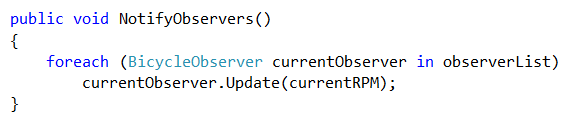 public void NotifyObservers()
{
    foreach (BicycleObserver currentObserver in observerList)
        currentObserver.Update(currentRPM);
}